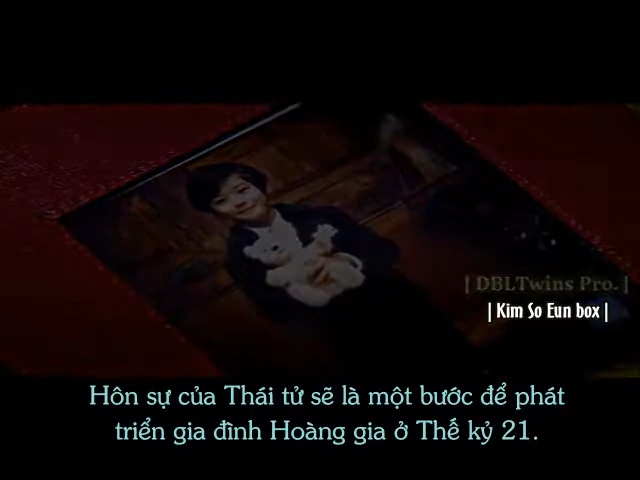 | DBLTwins Pro. |
| Kim So Eun box |
Hôn sự của Thái tử sẽ là một bước để phát
triển gia đình Hoàng gia ở Thế kỷ 21.